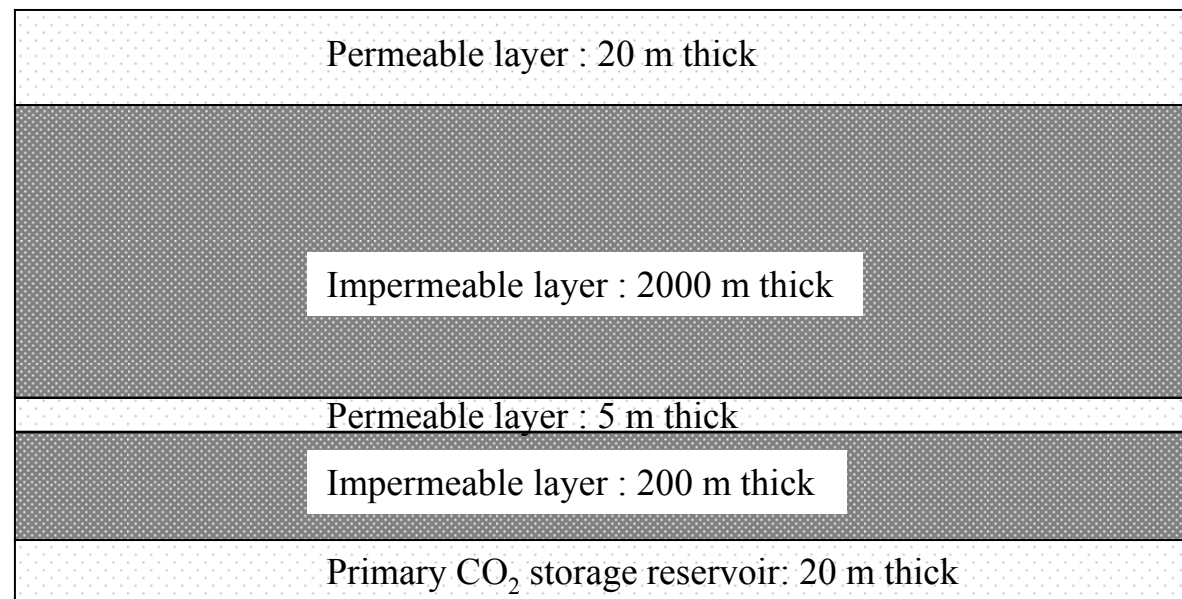 Permeable layer : 20 m thick
Impermeable layer : 2000 m thick
Permeable layer : 5 m thick
Impermeable layer : 200 m thick
Primary CO₂ storage reservoir: 20 m thick